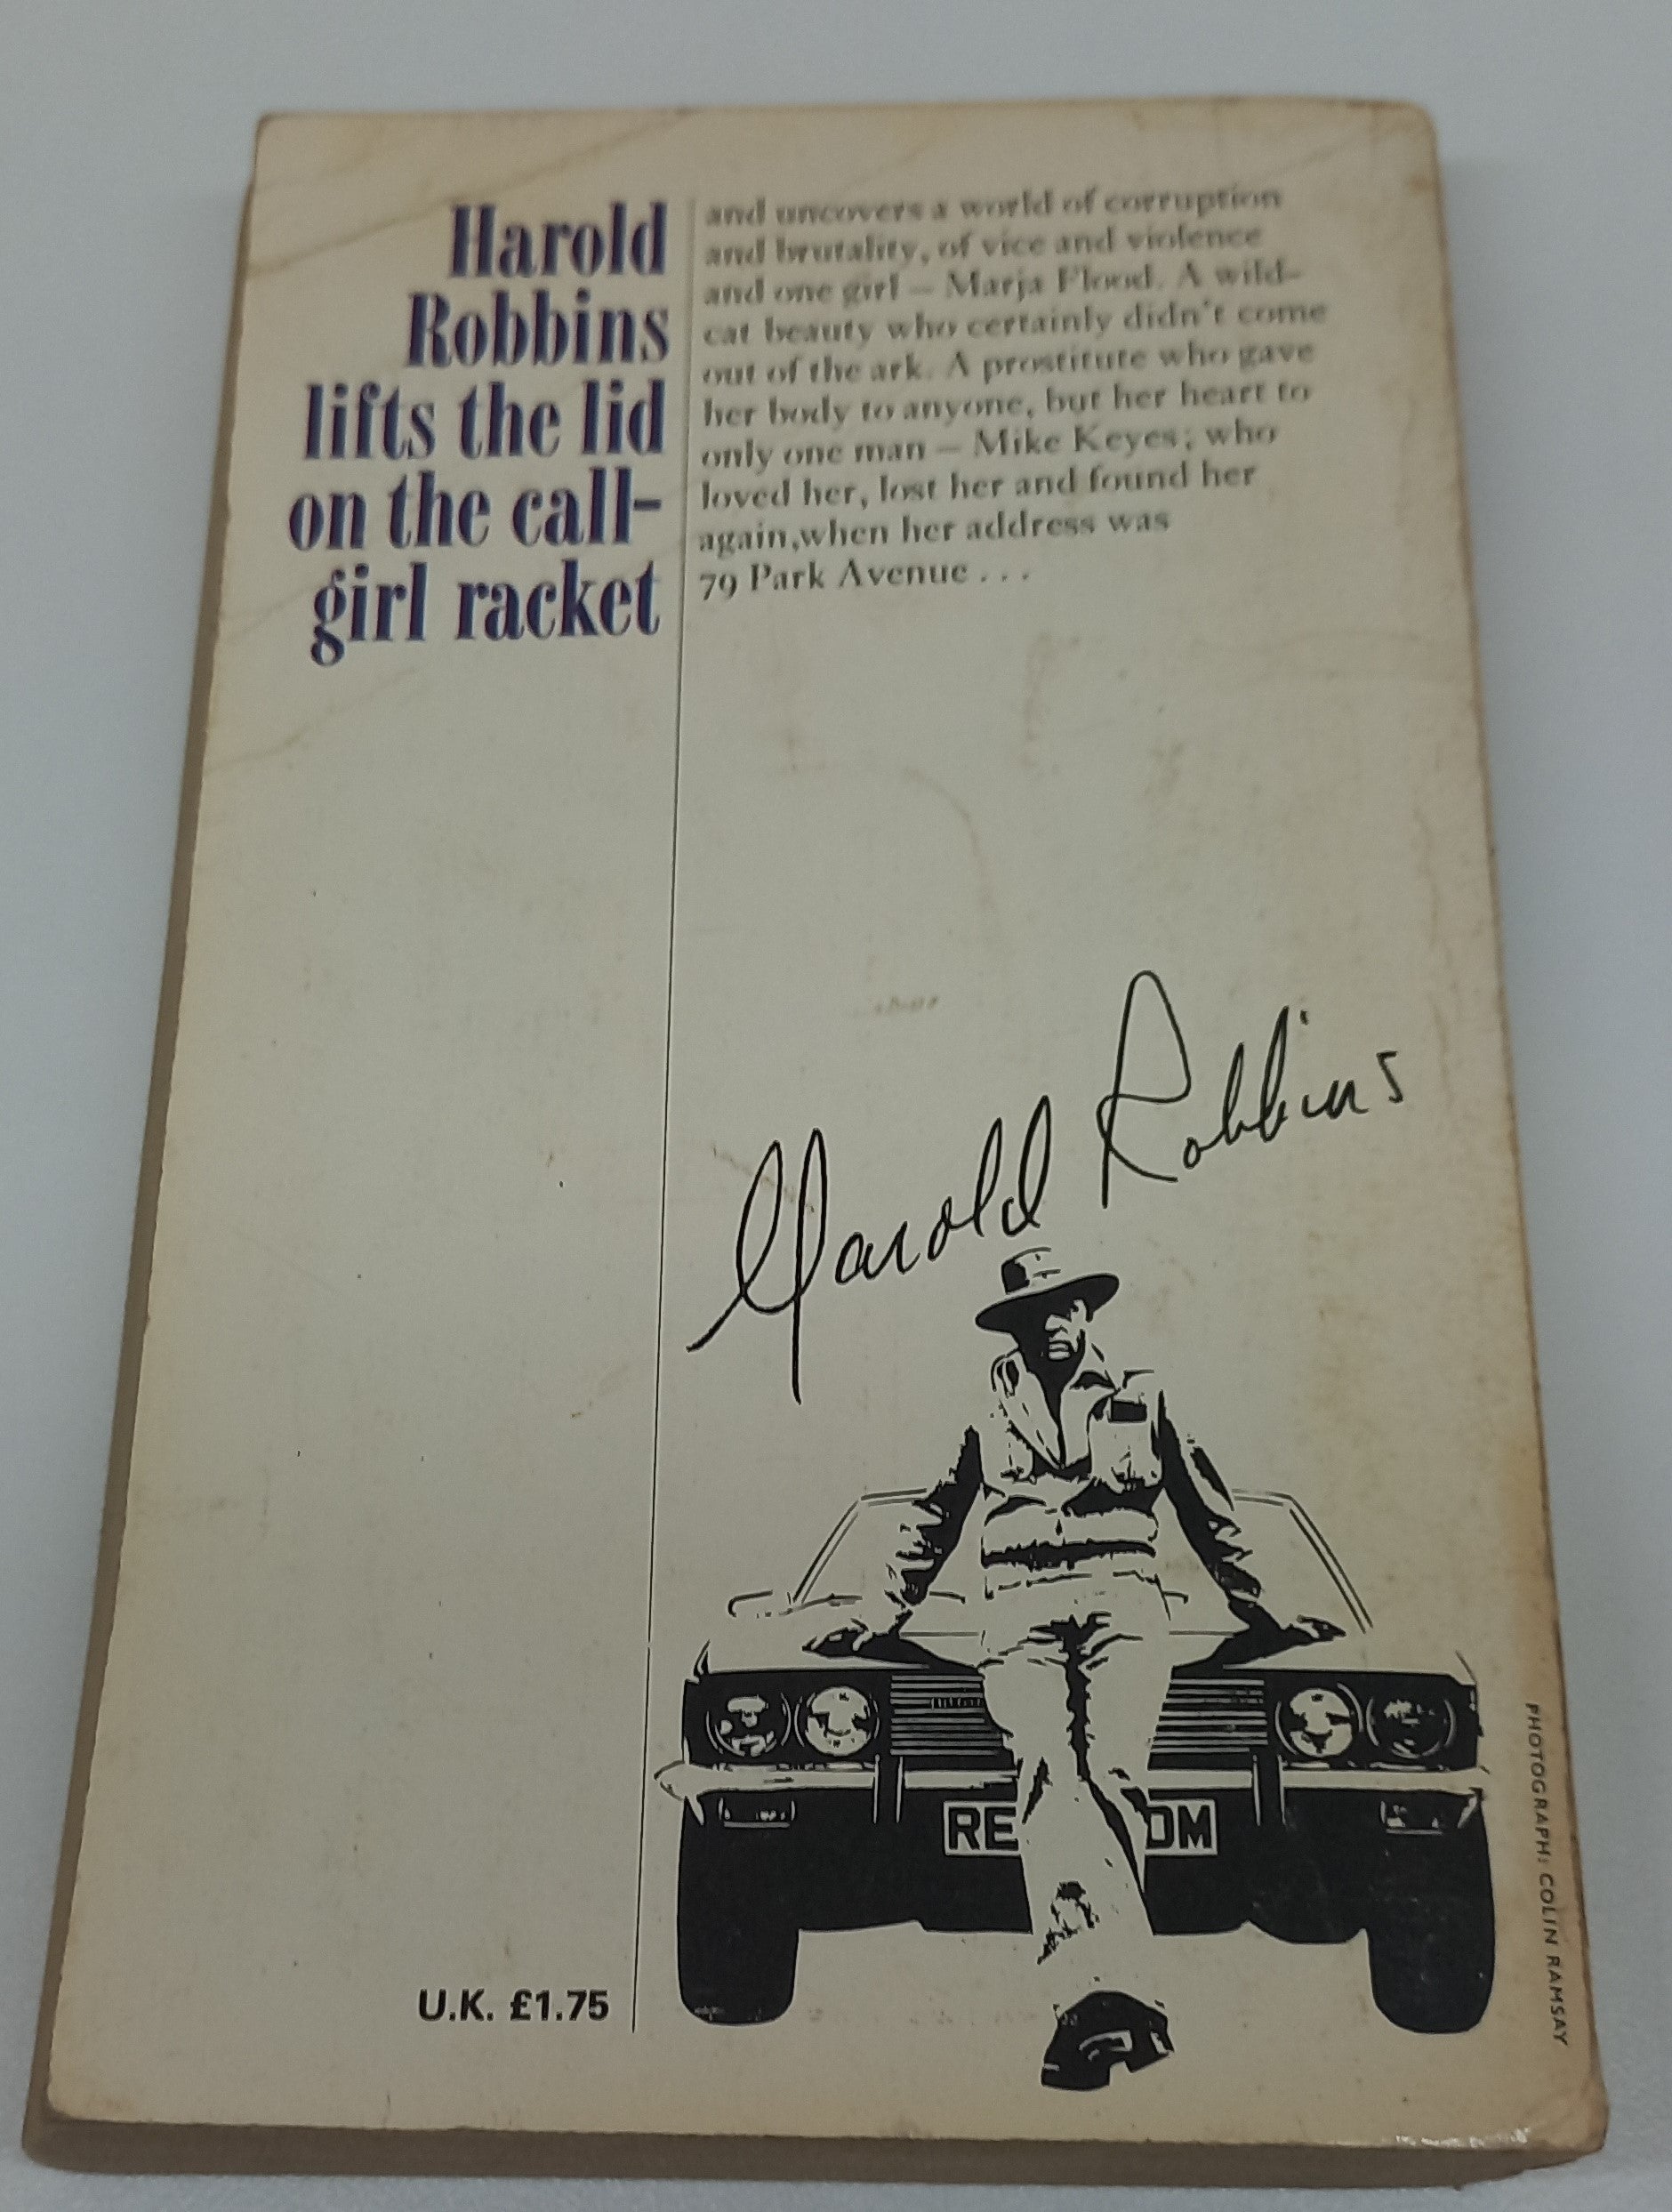 Harold
Robbins
lifts the lid
on the call-
girl racket
and uncovers a world of corruption
and brutality, of vice and violence
and one girl – Marja Flood. A wild-
cat beauty who certainly didn't come
out of the ark. A prostitute who gave
her body to anyone, but her heart to
only one man – Mike Keyes; who
loved her, lost her and found her
again,when her address was
79 Park Avenue . . .
Harold Robbins
RE DM
PHOTOGRAPH: COLIN RAMSAY
U.K. £1.75